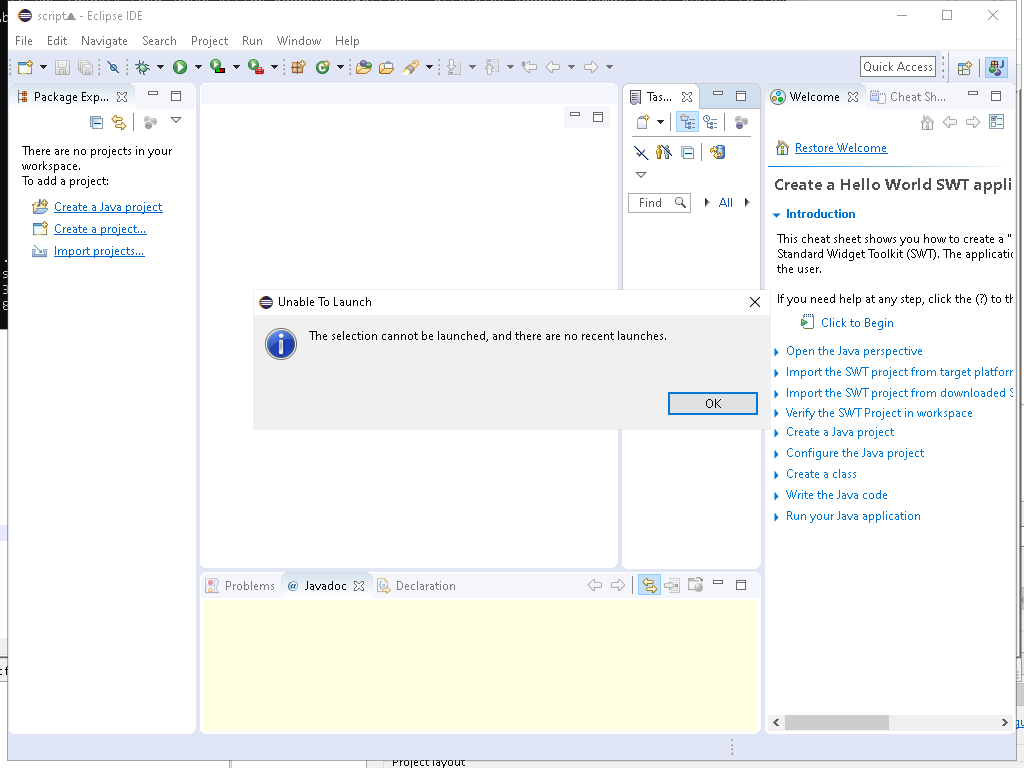 script▲ - Eclipse IDE
File Edit Navigate Search Project Run Window Help
Quick Access
Package Exp...
Tas...
Welcome
Cheat Sh...
There are no projects in your
workspace.
To add a project:
Create a Java project
Create a project...
Import projects...
Find
All
Restore Welcome
Create a Hello World SWT appli
Introduction
This cheat sheet shows you how to create a "
Standard Widget Toolkit (SWT). The applicatio
the user.
If you need help at any step, click the (?) to th
Click to Begin
Open the Java perspective
Import the SWT project from target platforr
Import the SWT project from downloaded S
Verify the SWT Project in workspace
Create a Java project
Configure the Java project
Create a class
Write the Java code
Run your Java application
Unable To Launch
The selection cannot be launched, and there are no recent launches.
OK
Problems
@ Javadoc
Declaration
Project layout